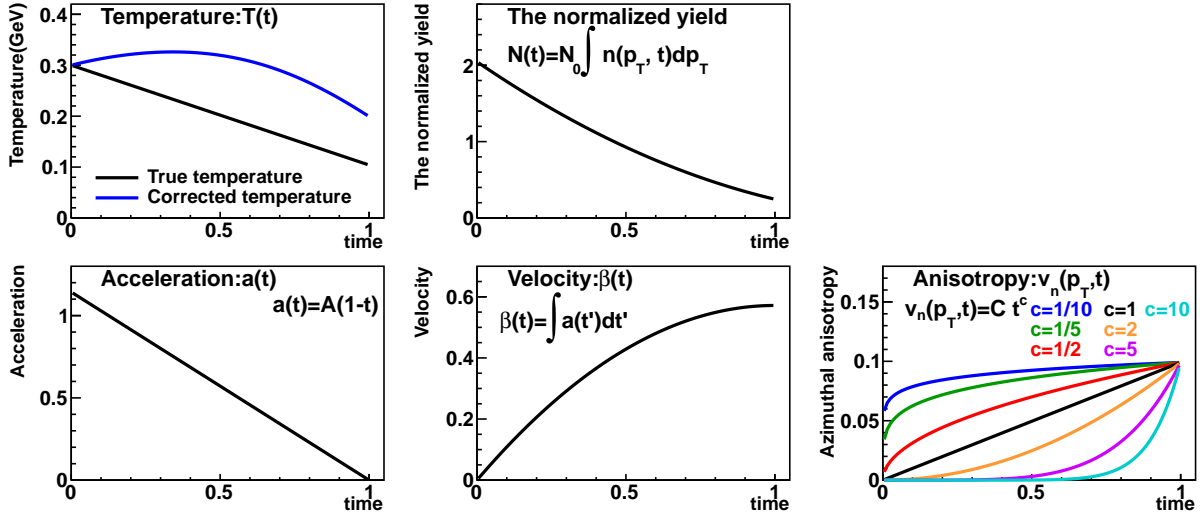 Temperature:T(t)
Temperature(GeV)
0.4
0.3
0.2
0.1
0
True temperature
Corrected temperature
0
0.5
1
time
The normalized yield
N(t)=N0∫ n(pT, t)dpT
The normalized yield
2
1
0
0
0.5
1
time
Acceleration:a(t)
a(t)=A(1-t)
Acceleration
1
0.5
0
0
0.5
1
time
Velocity:β(t)
β(t)=∫ a(t')dt'
Velocity
0.6
0.4
0.2
0.0
0
0.5
1
time
Anisotropy:vn(pT,t)
vn(pT,t)=C t^c
c=1/10 c=1 c=10
c=1/5 c=2
c=1/2 c=5
Azimuthal anisotropy
0.15
0.1
0.05
0
0
0.5
1
time